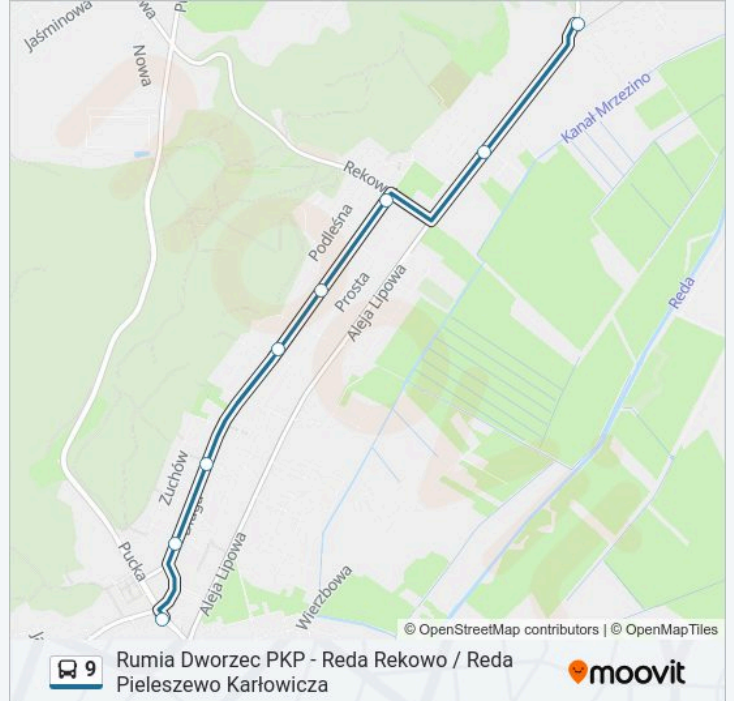 Jaśminowa
Nowa
Kanał Mrzezino
Podleśna
Prosta
Aleja Lipowa
Reda
Zuchów
Pucka
Aleja Lipowa
Wierzbowa
© OpenStreetMap contributors | © OpenMapTiles
9
Rumia Dworzec PKP - Reda Rekowo / Reda
Pieleszewo Karłowicza
moovit